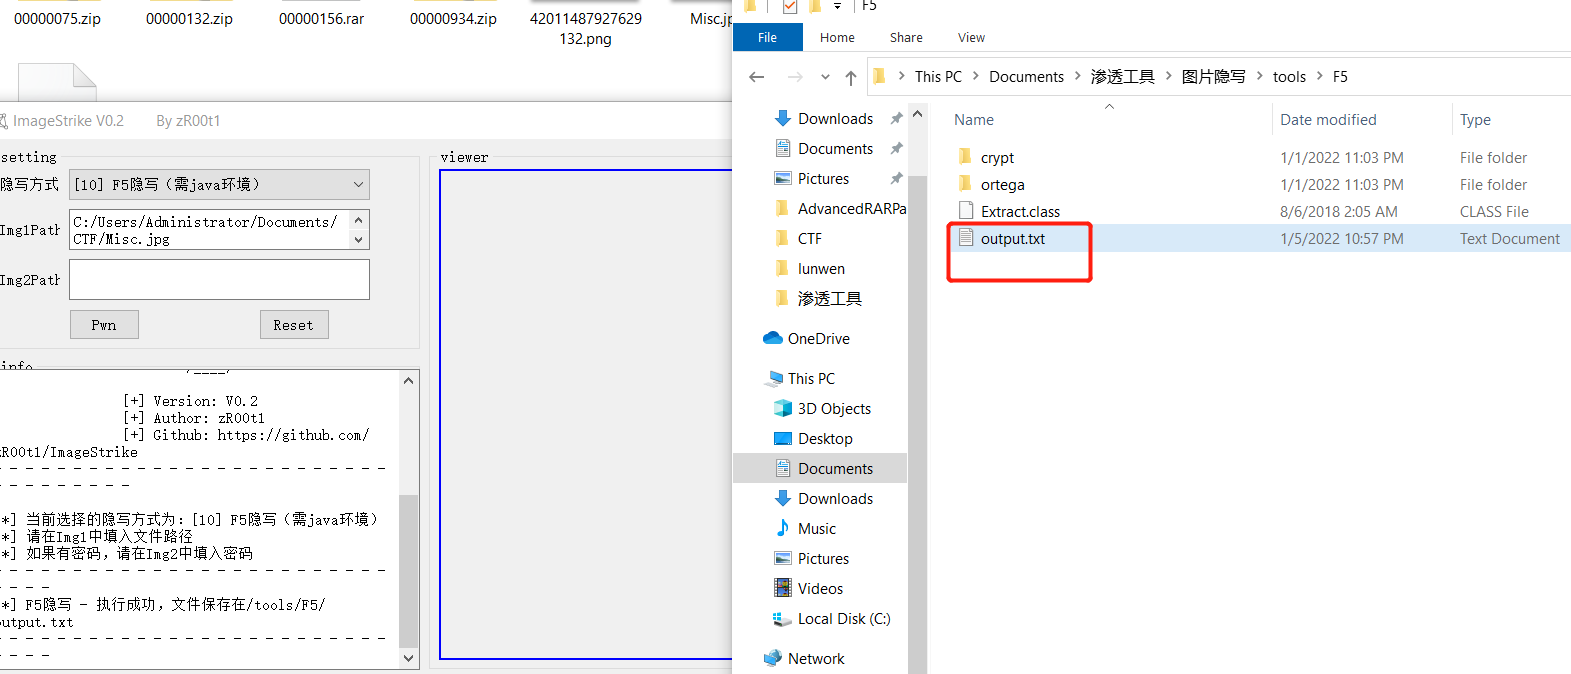 00000075.zip
00000132.zip
00000156.rar
00000934.zip
42011487927629
132.png
Misc.jp
ImageStrike V0.2 By zR00t1
setting
隐写方式
[10] F5隐写（需java环境）
Img1Path
C:/Users/Administrator/Documents/
CTF/Misc.jpg
Img2Path
Pwn
Reset
info
[+] Version: V0.2
[+] Author: zR00t1
[+] Github: https://github.com/
zR00t1/ImageStrike
- - - - - - - - - - - - - - - - - - - - - - - - - -
- - - - - - - - -
*] 当前选择的隐写方式为：[10] F5隐写（需java环境）
*] 请在Img1中填入文件路径
*] 如果有密码，请在Img2中填入密码
- - - - - - - - - - - - - - - - - - - - - - - - - -
- - - -
*] F5隐写 - 执行成功，文件保存在/tools/F5/
output.txt
- - - - - - - - - - - - - - - - - - - - - - - - - -
- - - -
viewer
F5
File
Home
Share
View
This PC > Documents > 渗透工具 > 图片隐写 > tools > F5
Downloads
Documents
Pictures
AdvancedRARPa
CTF
lunwen
渗透工具
OneDrive
This PC
3D Objects
Desktop
Documents
Downloads
Music
Pictures
Videos
Local Disk (C:)
Network
Name Date modified Type
crypt 1/1/2022 11:03 PM File folder
ortega 1/1/2022 11:03 PM File folder
Extract.class 8/6/2018 2:05 AM CLASS File
output.txt 1/5/2022 10:57 PM Text Document